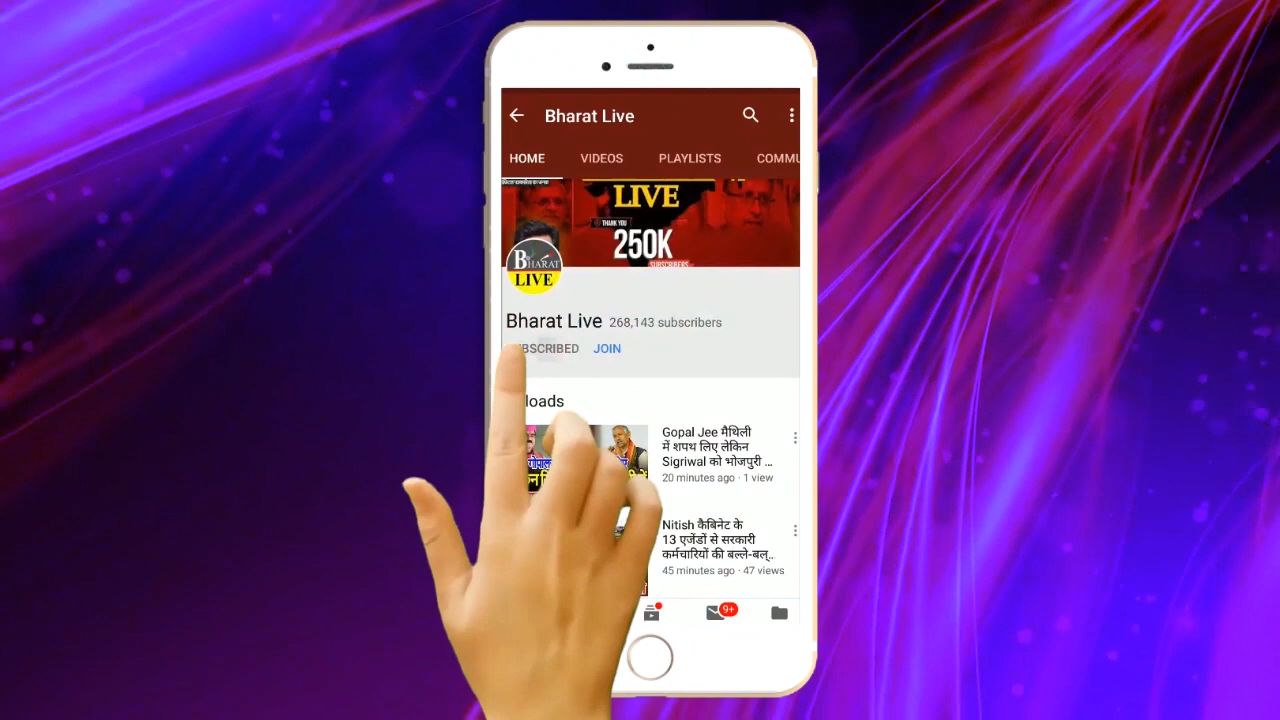 Bharat Live
HOME VIDEOS PLAYLISTS COMMU
LIVE
THANK YOU
250K
SUBSCRIBERS
BHARAT
LIVE
Bharat Live 268,143 subscribers
BSCRIBED JOIN
loads
Gopal Jee मैथिली
में शपथ लिए लेकिन
Sigriwal को भोजपुरी ...
20 minutes ago · 1 view
Nitish कैबिनेट के
13 एजेंडों से सरकारी
कर्मचारियों की बल्ले-बल्..
45 minutes ago · 47 views
9+